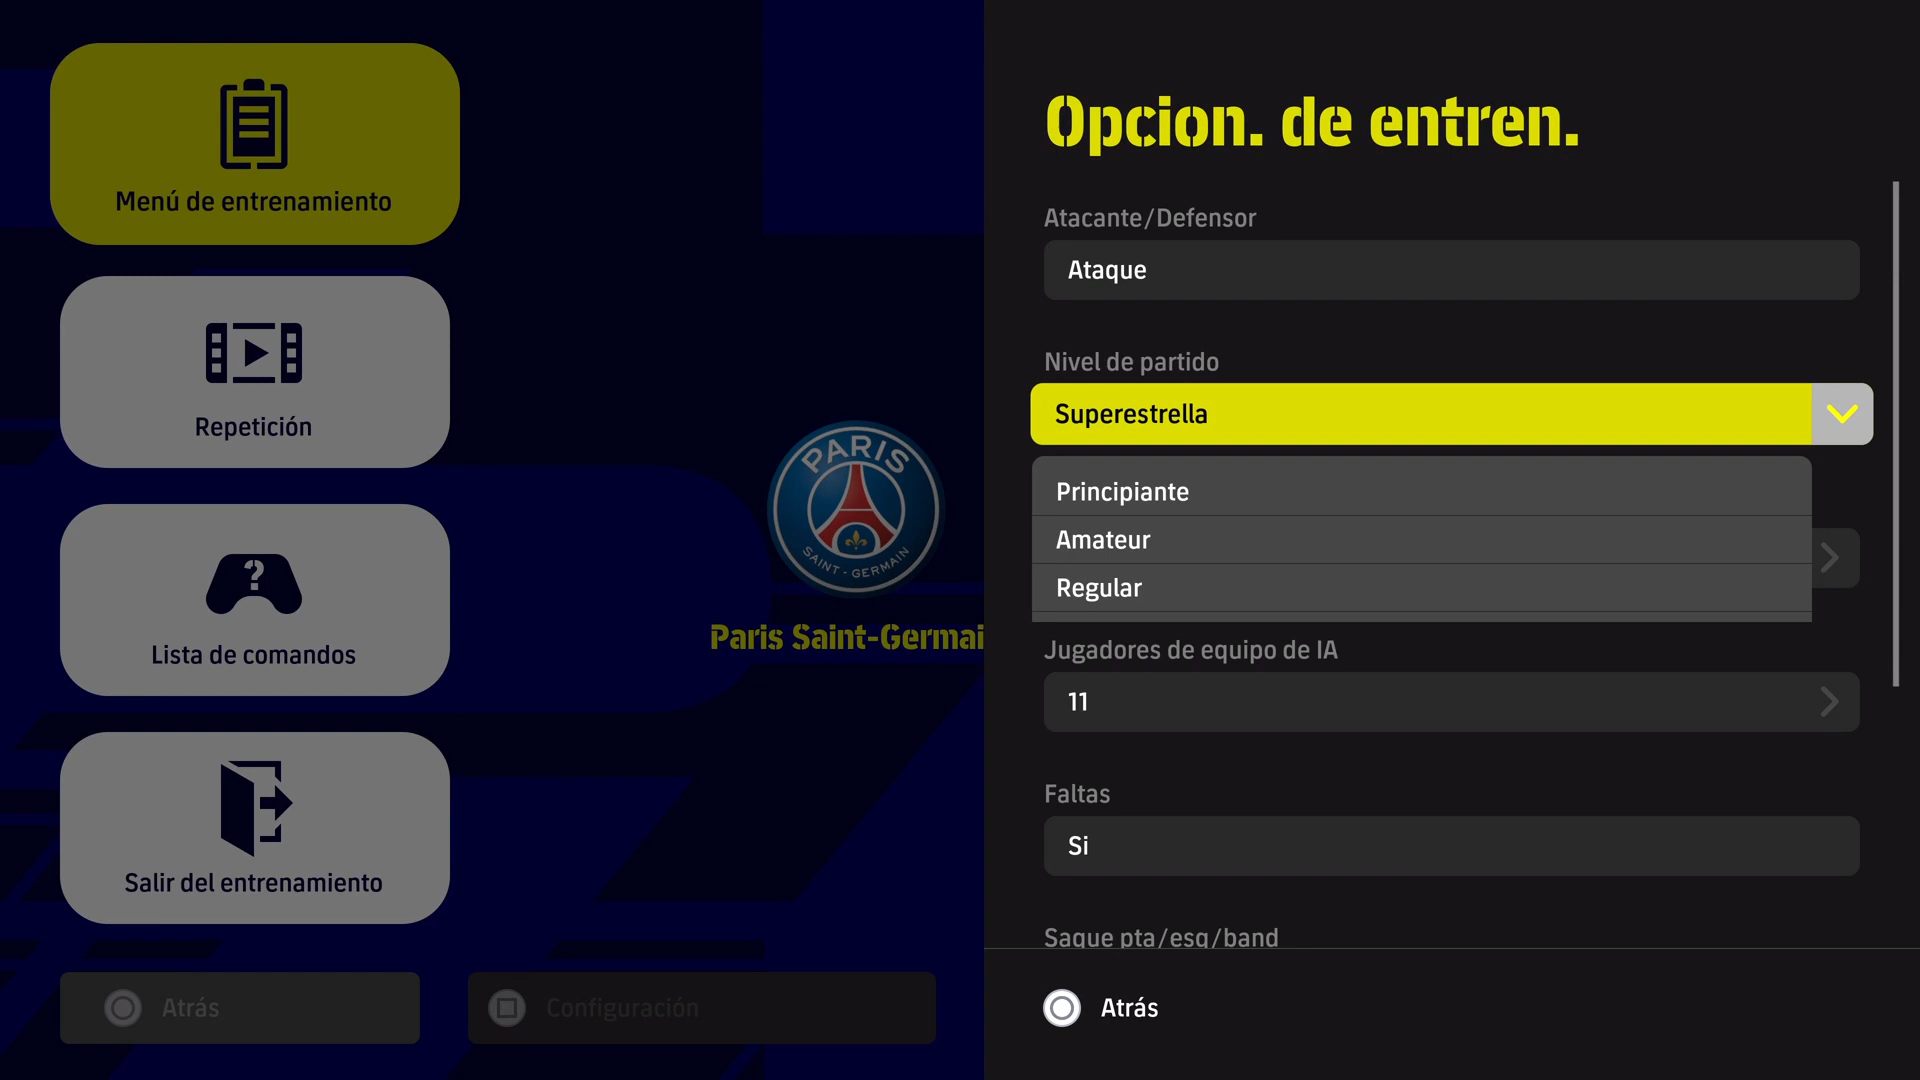 Menú de entrenamiento
Repetición
Lista de comandos
Salir del entrenamiento
Atrás
Configuración
PARIS
SAINT-GERMAIN
Paris Saint-Germai
Opcion. de entren.
Atacante/Defensor
Ataque
Nivel de partido
Superestrella
Principiante
Amateur
Regular
Jugadores de equipo de IA
11
Faltas
Si
Saque pta/esq/band
Atrás